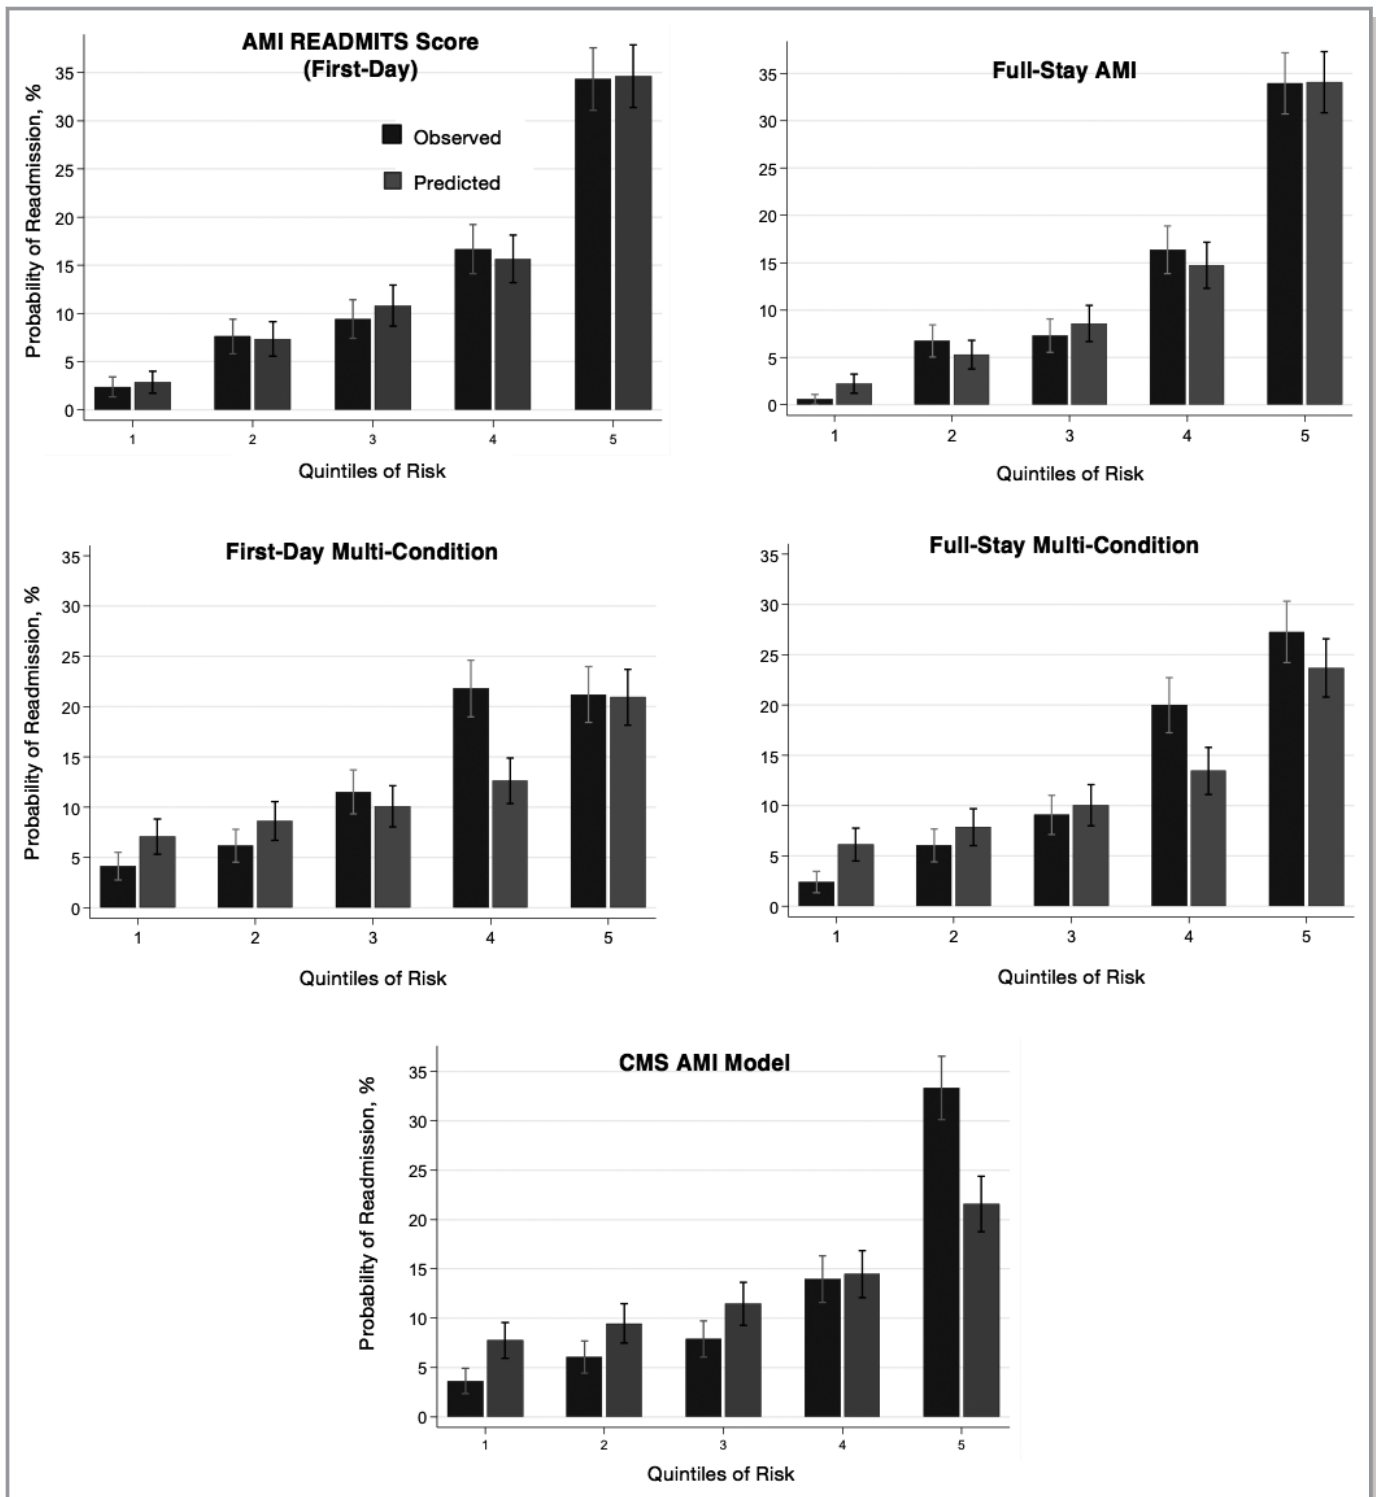 AMI READMITS Score
(First-Day)
Probability of Readmission, %
35
30
25
20
15
10
5
0
Observed
Predicted
1 2 3 4 5
Quintiles of Risk
Full-Stay AMI
35
30
25
20
15
10
5
0
1 2 3 4 5
Quintiles of Risk
First-Day Multi-Condition
Probability of Readmission, %
35
30
25
20
15
10
5
0
1 2 3 4 5
Quintiles of Risk
Full-Stay Multi-Condition
35
30
25
20
15
10
5
0
1 2 3 4 5
Quintiles of Risk
CMS AMI Model
Probability of Readmission, %
35
30
25
20
15
10
5
0
1 2 3 4 5
Quintiles of Risk